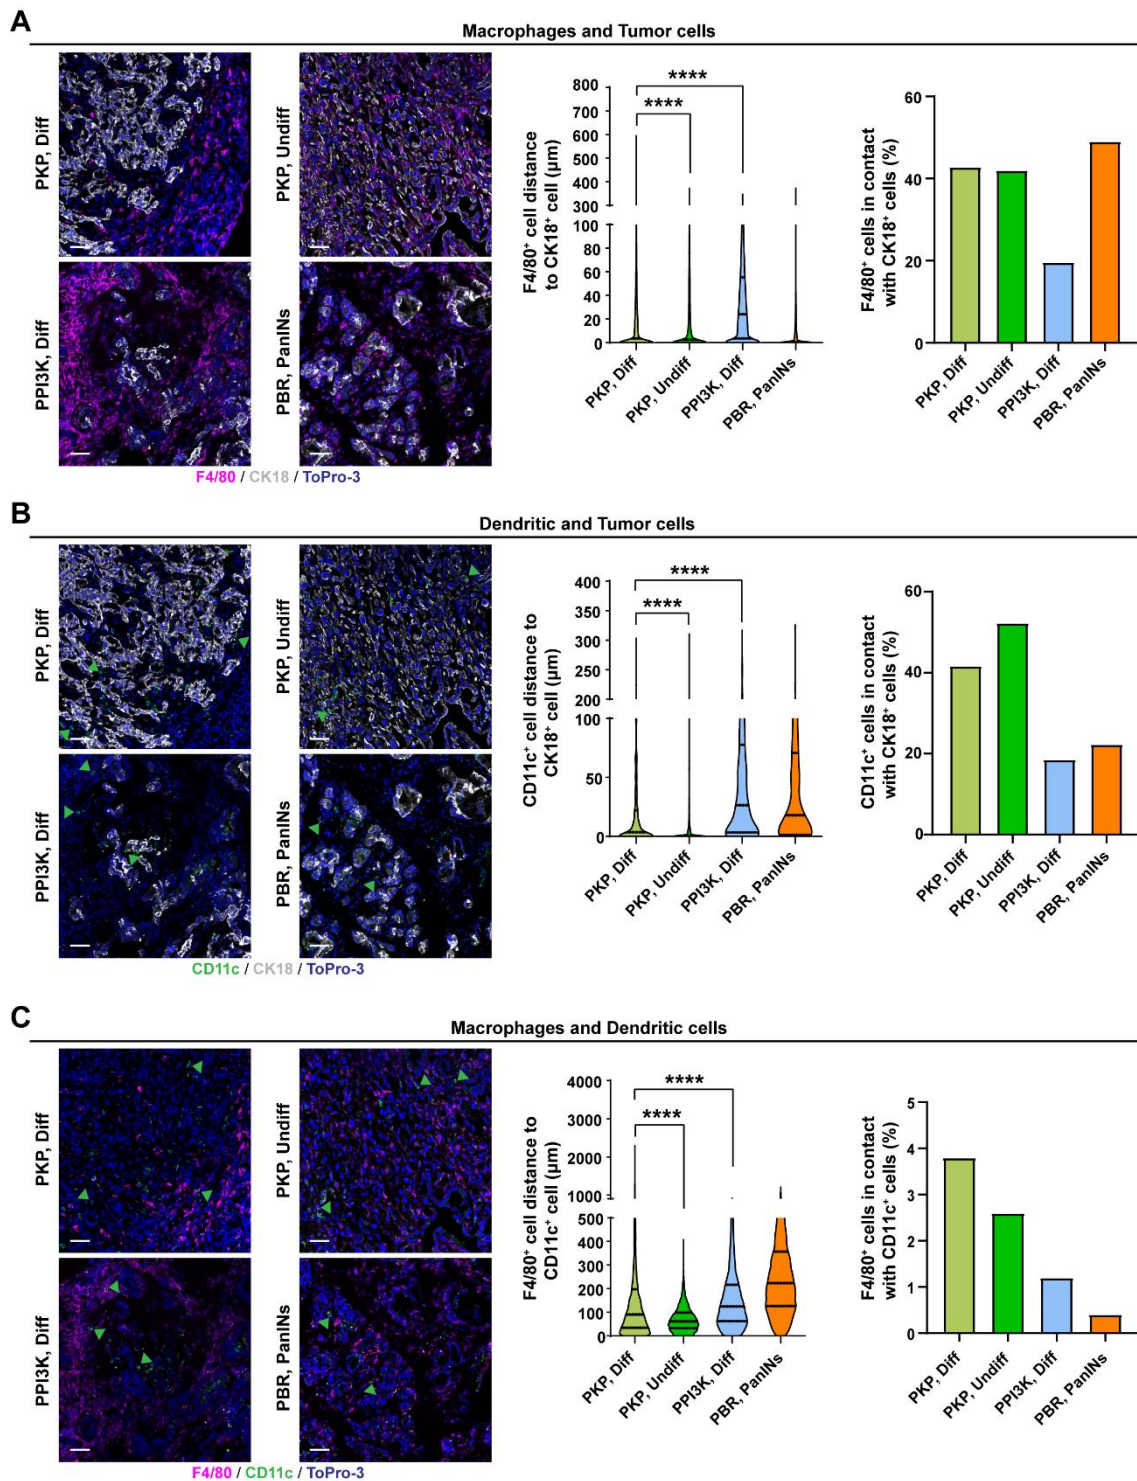 A
Macrophages and Tumor cells
PKP, Diff
PKP, Undiff
PPI3K, Diff
PBR, PanINs
F4/80 / CK18 / ToPro-3
F4/80⁺ cell distance
to CK18⁺ cell (µm)
800
700
600
500
400
300
100
80
60
40
20
0
****
****
PKP, Diff
PKP, Undiff
PPI3K, Diff
PBR, PanINs
F4/80⁺ cells in contact
with CK18⁺ cells (%)
60
40
20
0
PKP, Diff
PKP, Undiff
PPI3K, Diff
PBR, PanINs
B
Dendritic and Tumor cells
PKP, Diff
PKP, Undiff
PPI3K, Diff
PBR, PanINs
CD11c / CK18 / ToPro-3
CD11c⁺ cell distance to
CK18⁺ cell (µm)
400
300
200
100
50
0
****
****
PKP, Diff
PKP, Undiff
PPI3K, Diff
PBR, PanINs
CD11c⁺ cells in contact
with CK18⁺ cells (%)
60
40
20
0
PKP, Diff
PKP, Undiff
PPI3K, Diff
PBR, PanINs
C
Macrophages and Dendritic cells
PKP, Diff
PKP, Undiff
PPI3K, Diff
PBR, PanINs
F4/80 / CD11c / ToPro-3
F4/80⁺ cell distance to
CD11c⁺ cell (µm)
4000
3000
2000
1000
500
400
300
200
100
0
****
****
PKP, Diff
PKP, Undiff
PPI3K, Diff
PBR, PanINs
F4/80⁺ cells in contact
with CD11c⁺ cells (%)
5
4
3
2
1
0
PKP, Diff
PKP, Undiff
PPI3K, Diff
PBR, PanINs